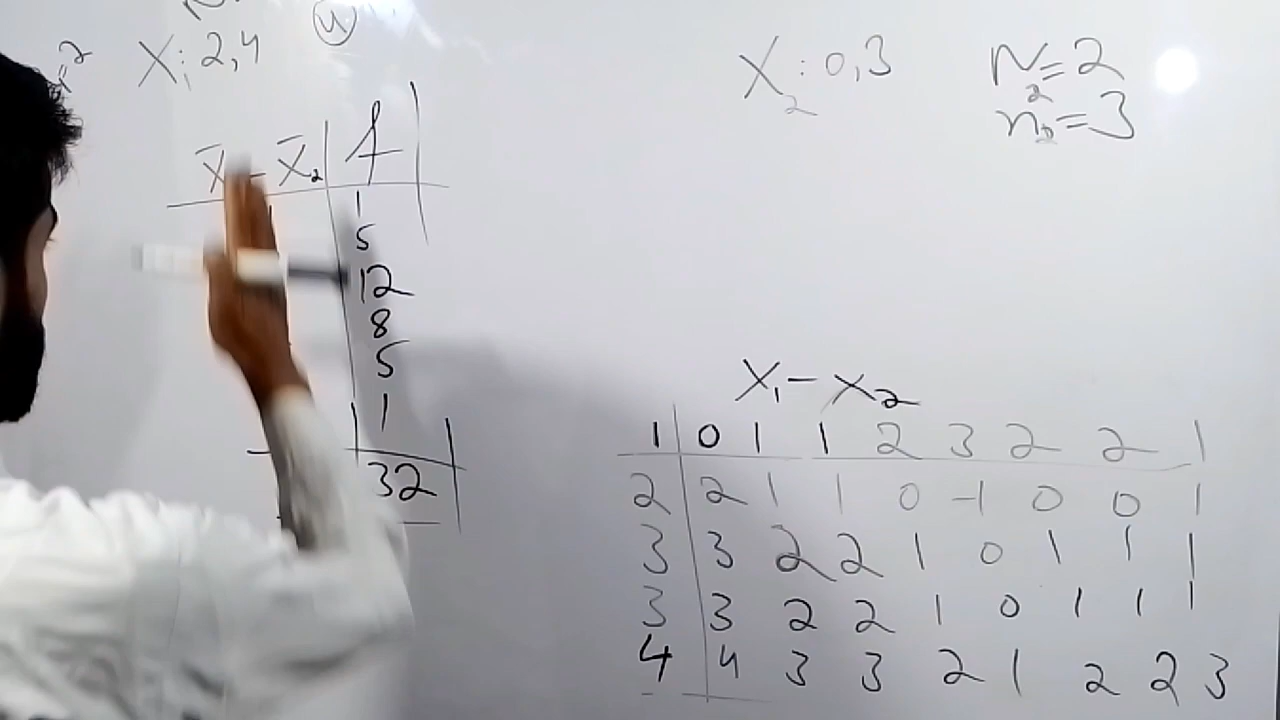 X₁: 2,4
X₂: 0,3
N₂=2
n₂=3
X̄ - X̄₂ | f
1
5
12
8
5
1
32
X₁ - X₂
1 | 0 1 1 2 3 2 2 1
2 | 2 1 1 0 -1 0 0 1
3 | 3 2 2 1 0 1 1 1
3 | 3 2 2 1 0 1 1 1
4 | 4 3 3 2 1 2 2 3